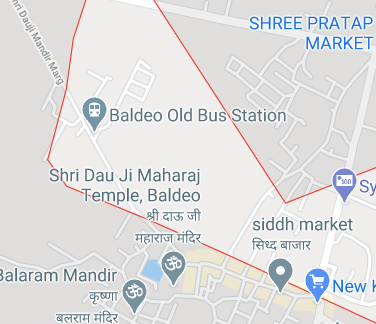 Shri Dauji Mandir Marg
SHREE PRATAP
MARKET
Baldeo Old Bus Station
Shri Dau Ji Maharaj
Temple, Baldeo
श्री दाऊ जी
महाराज मंदिर
Sy
siddh market
सिध्द बाजार
Balaram Mandir
कृष्णा
बलराम मंदिर
New K